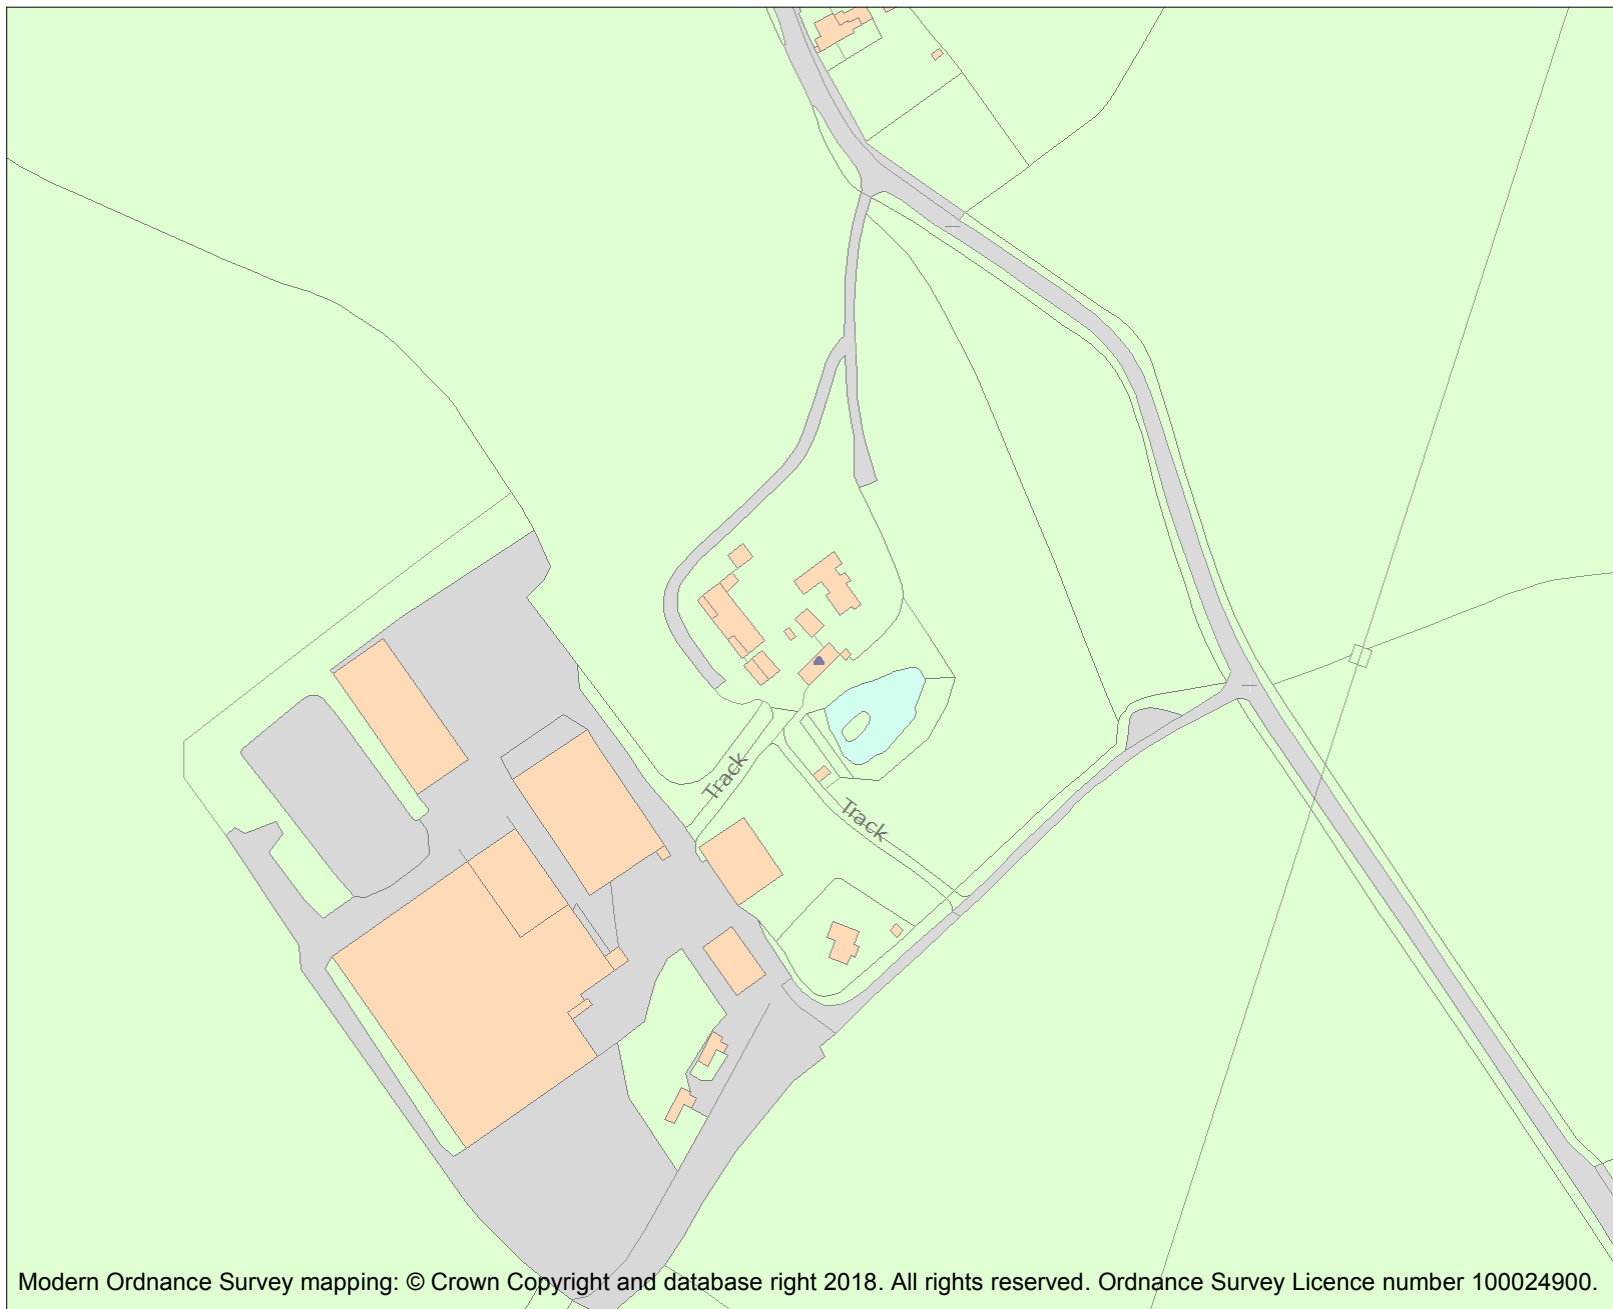 Track
Track
Modern Ordnance Survey mapping: © Crown Copyright and database right 2018. All rights reserved. Ordnance Survey Licence number 100024900.